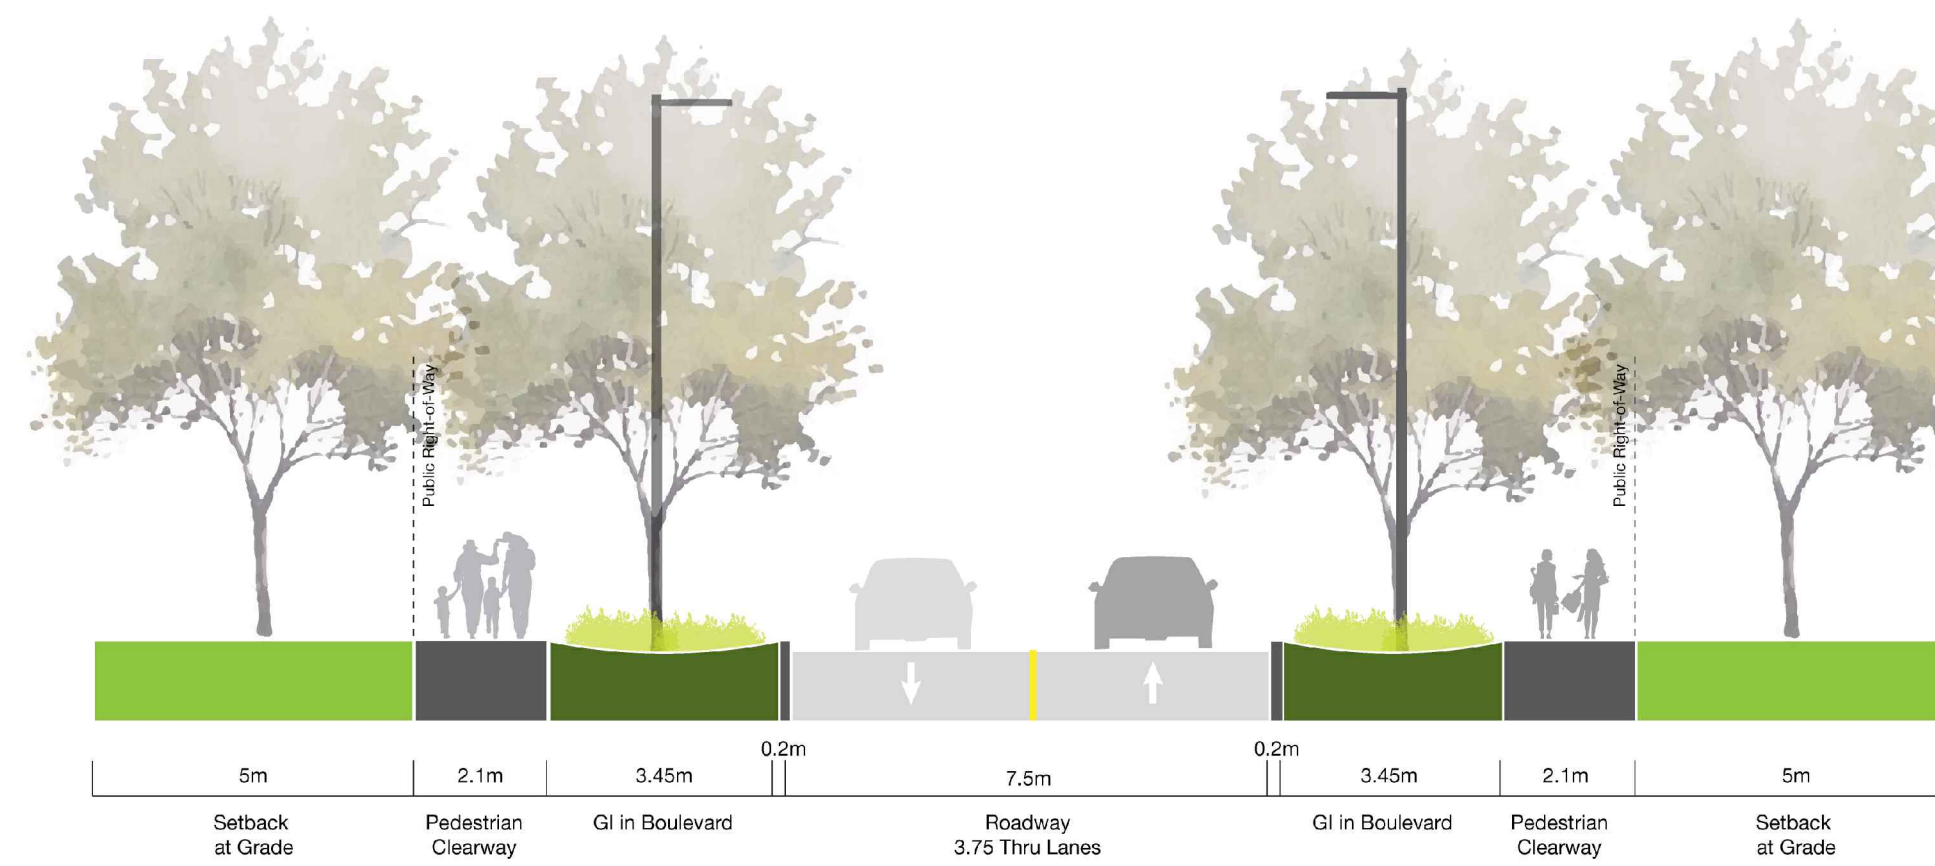 Public Right-of-Way
Public Right-of-Way
0.2m
0.2m
5m
2.1m
3.45m
7.5m
3.45m
2.1m
5m
Setback
at Grade
Pedestrian
Clearway
GI in Boulevard
Roadway
3.75 Thru Lanes
GI in Boulevard
Pedestrian
Clearway
Setback
at Grade